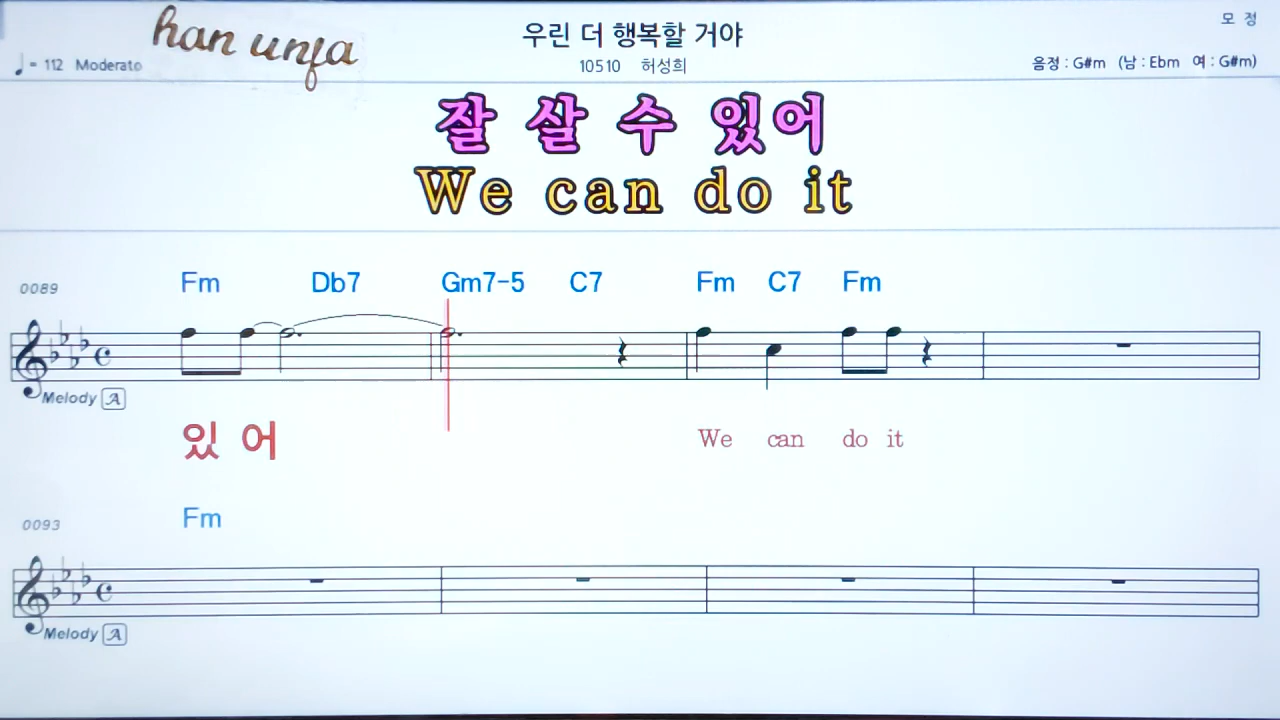 han unfa
우린 더 행복할 거야
모 정
♩= 112 Moderato
10510 허성희
음정 : G#m (남 : Ebm 여 : G#m)
잘 살 수 있어
We can do it
0089 Fm Db7 Gm7-5 C7 Fm C7 Fm
Melody A
있 어 We can do it
0093 Fm
Melody A